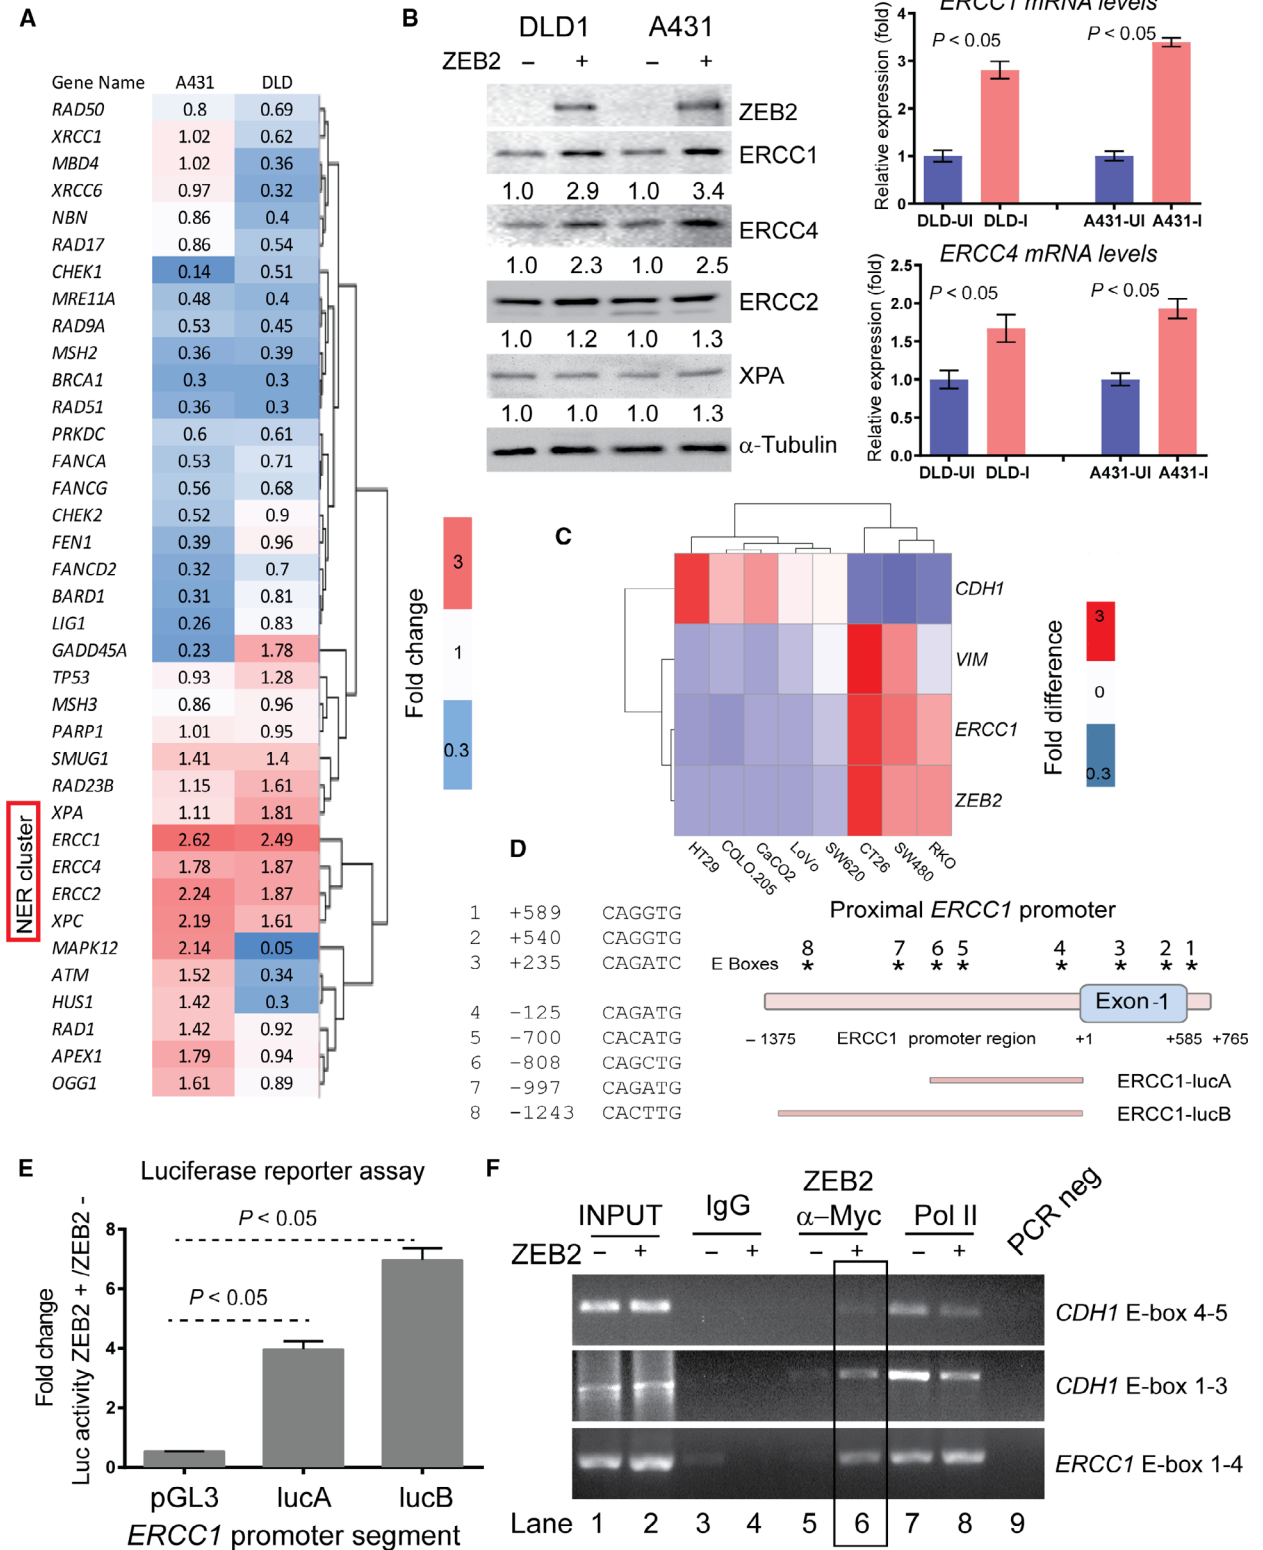 A
Gene Name A431 DLD
RAD50 0.8 0.69
XRCC1 1.02 0.62
MBD4 1.02 0.36
XRCC6 0.97 0.32
NBN 0.86 0.4
RAD17 0.86 0.54
CHEK1 0.14 0.51
MRE11A 0.48 0.4
RAD9A 0.53 0.45
MSH2 0.36 0.39
BRCA1 0.3 0.3
RAD51 0.36 0.3
PRKDC 0.6 0.61
FANCA 0.53 0.71
FANCG 0.56 0.68
CHEK2 0.52 0.9
FEN1 0.39 0.96
FANCD2 0.32 0.7
BARD1 0.31 0.81
LIG1 0.26 0.83
GADD45A 0.23 1.78
TP53 0.93 1.28
MSH3 0.86 0.96
PARP1 1.01 0.95
SMUG1 1.41 1.4
RAD23B 1.15 1.61
XPA 1.11 1.81
ERCC1 2.62 2.49
ERCC4 1.78 1.87
ERCC2 2.24 1.87
XPC 2.19 1.61
MAPK12 2.14 0.05
ATM 1.52 0.34
HUS1 1.42 0.3
RAD1 1.42 0.92
APEX1 1.79 0.94
OGG1 1.61 0.89
NER cluster
Fold change
3
1
0.3
B
DLD1 A431
ZEB2 – + – +
ZEB2
ERCC1
1.0 2.9 1.0 3.4
ERCC4
1.0 2.3 1.0 2.5
ERCC2
1.0 1.2 1.0 1.3
XPA
1.0 1.0 1.0 1.3
α-Tubulin
ERCC1 mRNA levels
Relative expression (fold)
4
3
2
1
0
P < 0.05 P < 0.05
DLD-UI DLD-I A431-UI A431-I
ERCC4 mRNA levels
Relative expression (fold)
2.5
2.0
1.5
1.0
0.5
0.0
P < 0.05 P < 0.05
DLD-UI DLD-I A431-UI A431-I
C
CDH1
VIM
ERCC1
ZEB2
HT29 COLO.205 CaCO2 LoVo SW620 CT26 SW480 RKO
Fold difference
3
0
0.3
D
1 +589 CAGGTG
2 +540 CAGGTG
3 +235 CAGATC
4 -125 CAGATG
5 -700 CACATG
6 -808 CAGCTG
7 -997 CAGATG
8 -1243 CACTTG
Proximal ERCC1 promoter
8 7 6 5 4 3 2 1
E Boxes * * * * * * * *
Exon-1
– 1375 ERCC1 promoter region +1 +585 +765
ERCC1-lucA
ERCC1-lucB
E
Luciferase reporter assay
Fold change
Luc activity ZEB2 + /ZEB2 -
8
6
4
2
0
P < 0.05
P < 0.05
pGL3 lucA lucB
ERCC1 promoter segment
F
INPUT IgG ZEB2 α–Myc Pol II PCR neg
ZEB2 – + – + – + – +
CDH1 E-box 4-5
CDH1 E-box 1-3
ERCC1 E-box 1-4
Lane 1 2 3 4 5 6 7 8 9